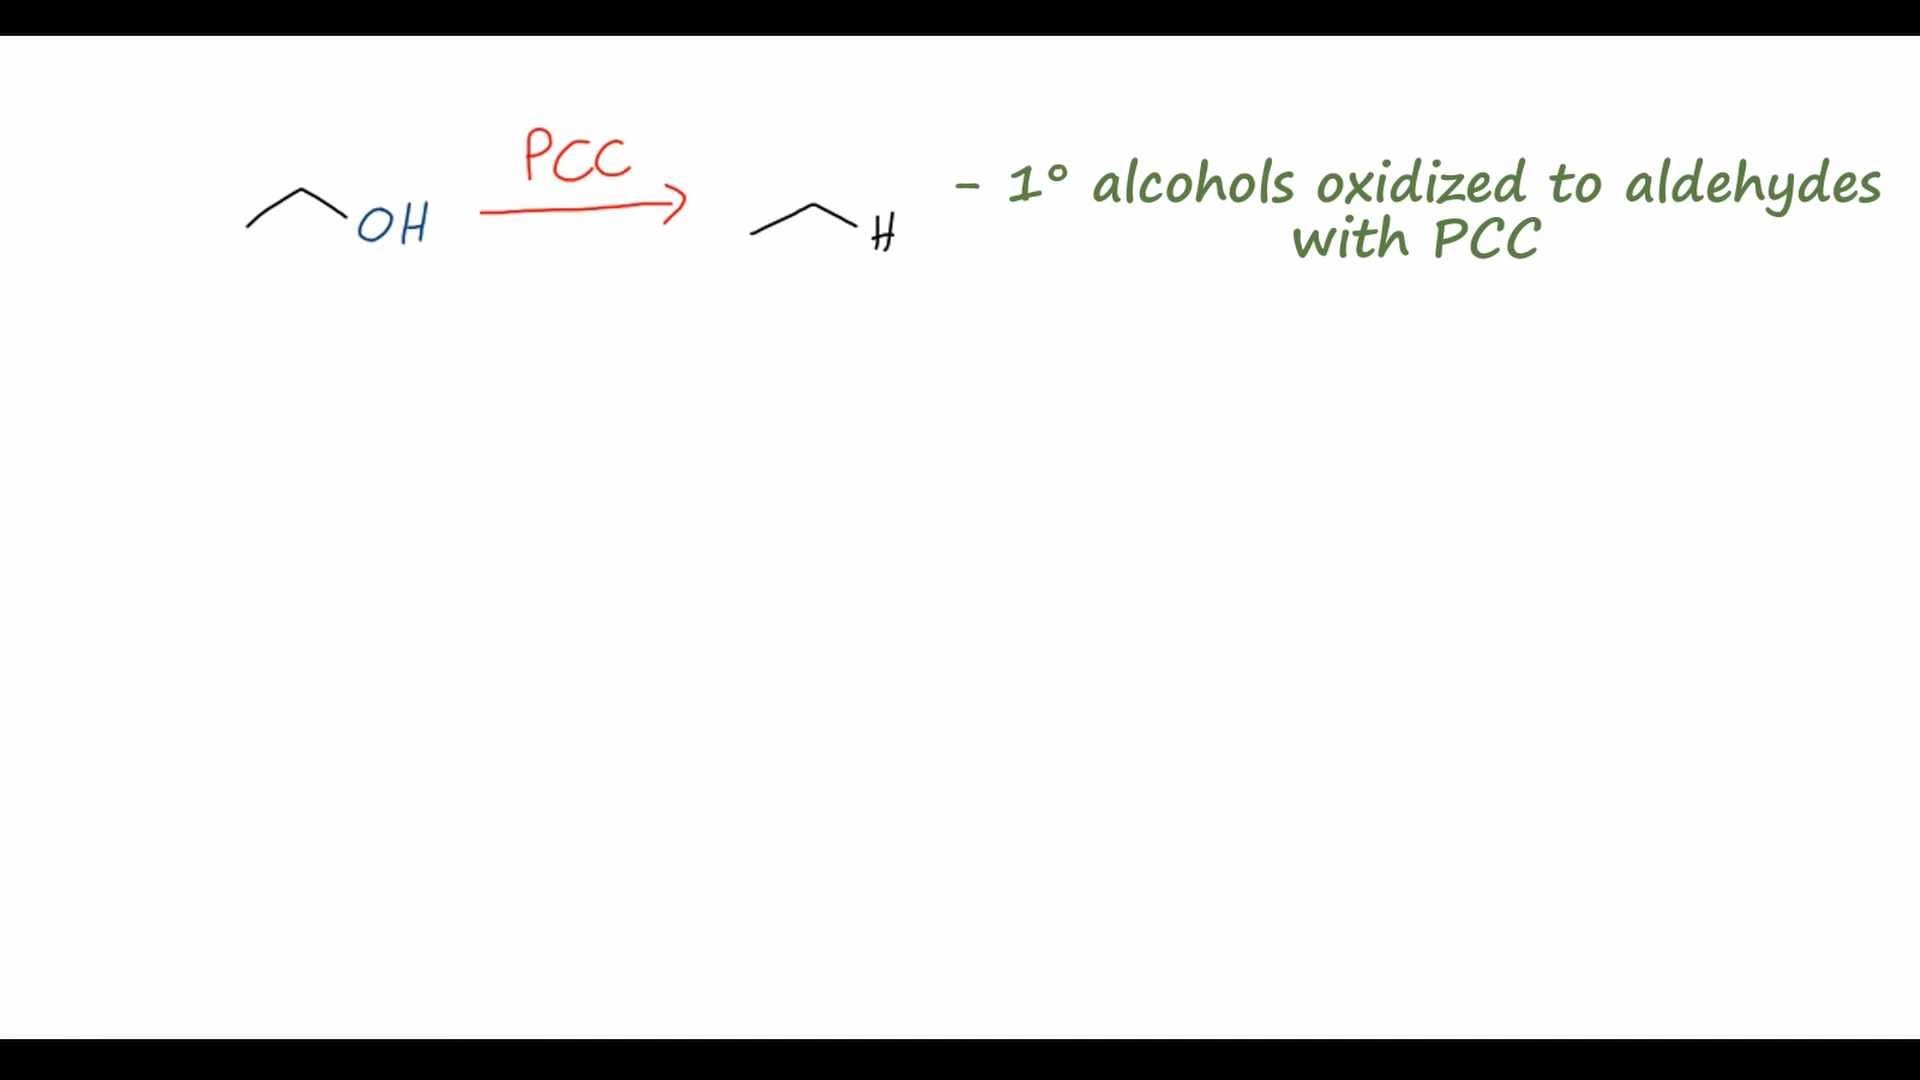 PCC
OH
H
- 1° alcohols oxidized to aldehydes
with PCC